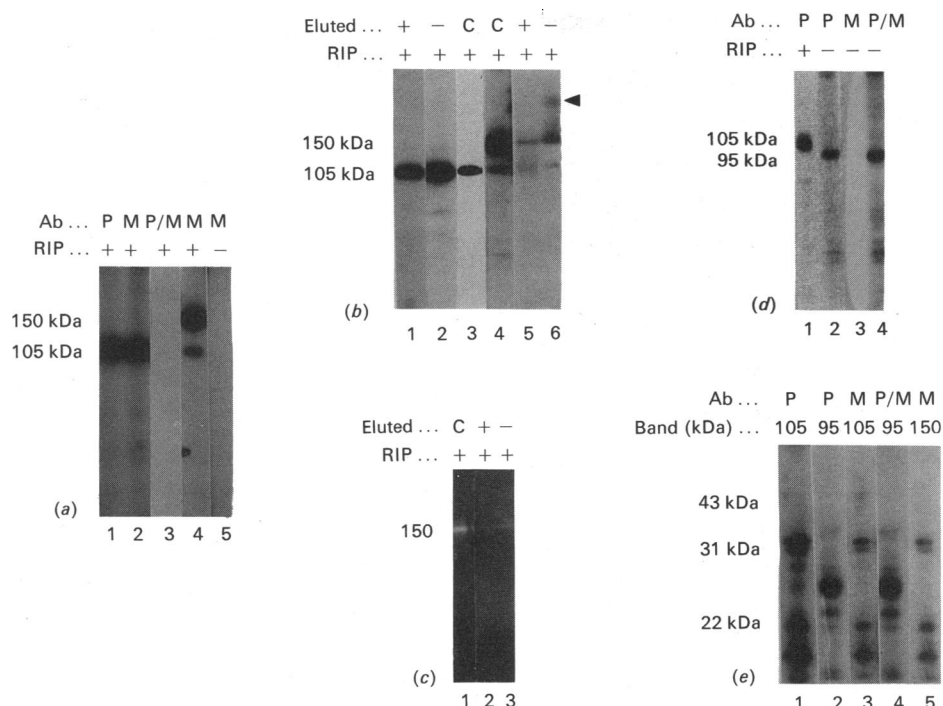 Ab ... P M P/M M M
RIP ... + + + + −
150 kDa
105 kDa
(a)
1 2 3 4 5
Eluted ... + − C C + −
RIP ... + + + + + +
150 kDa
105 kDa
(b)
1 2 3 4 5 6
Eluted ... C + −
RIP ... + + +
150
(c)
1 2 3
Ab ... P P M P/M
RIP ... + − − −
105 kDa
95 kDa
(d)
1 2 3 4
Ab ... P P M P/M M
Band (kDa) ... 105 95 105 95 150
43 kDa
31 kDa
22 kDa
(e)
1 2 3 4 5